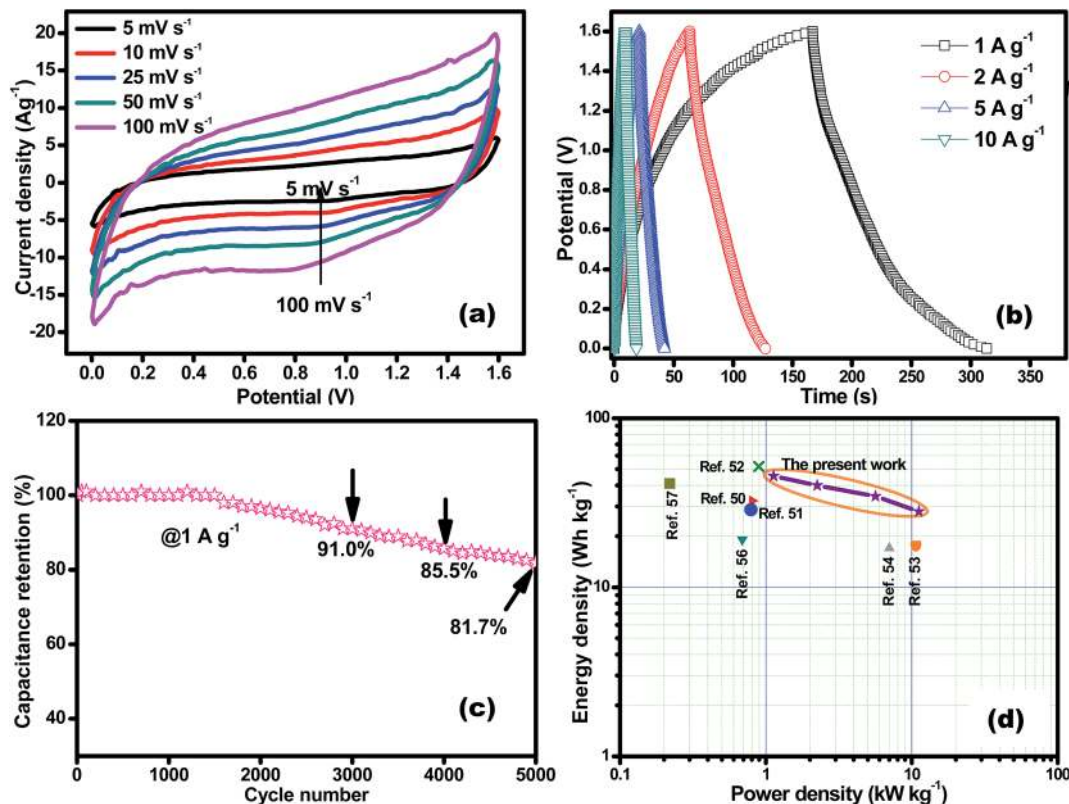 (a)
5 mV s⁻¹
10 mV s⁻¹
25 mV s⁻¹
50 mV s⁻¹
100 mV s⁻¹
5 mV s⁻¹
100 mV s⁻¹
Current density (Ag⁻¹)
20
15
10
5
0
-5
-10
-15
-20
0.0 0.2 0.4 0.6 0.8 1.0 1.2 1.4 1.6
Potential (V)
(b)
1 A g⁻¹
2 A g⁻¹
5 A g⁻¹
10 A g⁻¹
Potential (V)
1.6
1.4
1.2
1.0
0.8
0.6
0.4
0.2
0.0
0 50 100 150 200 250 300 350
Time (s)
(c)
@1 A g⁻¹
91.0%
85.5%
81.7%
Capacitance retention (%)
120
100
80
60
40
0 1000 2000 3000 4000 5000
Cycle number
(d)
The present work
Ref. 52
Ref. 57
Ref. 50
Ref. 51
Ref. 56
Ref. 54
Ref. 53
Energy density (Wh kg⁻¹)
100
10
1
0.1 1 10 100
Power density (kW kg⁻¹)